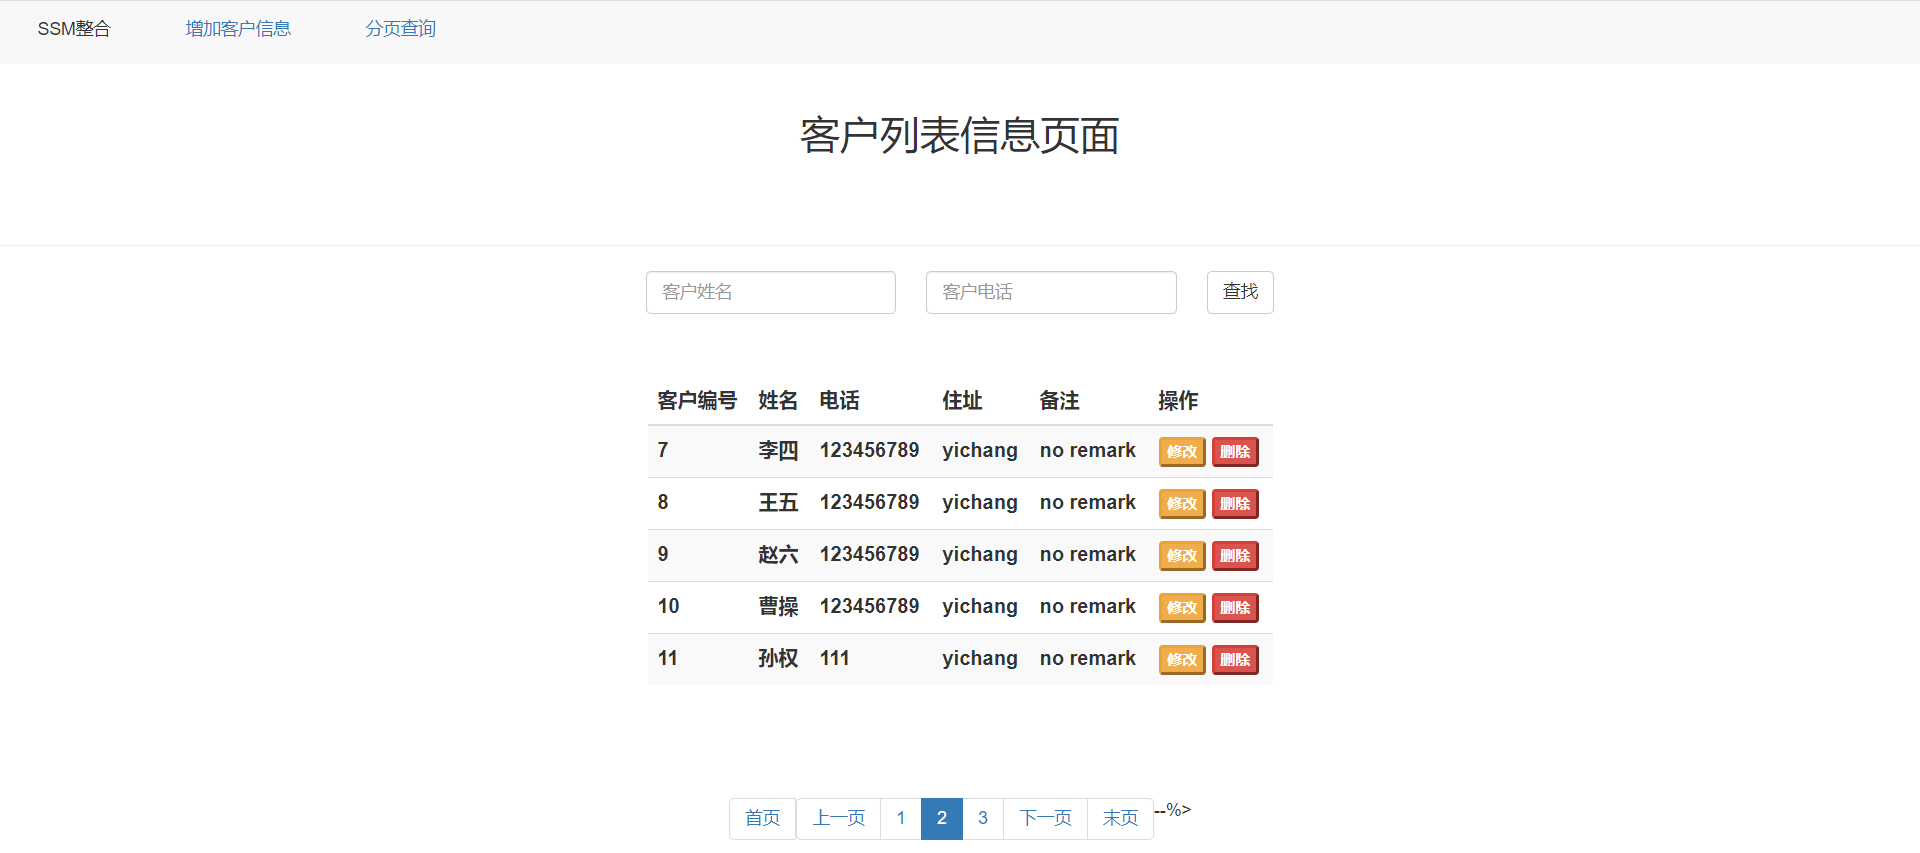 SSM整合 增加客户信息 分页查询
客户列表信息页面
客户姓名 客户电话 查找
客户编号 姓名 电话 住址 备注 操作
7 李四 123456789 yichang no remark 修改 删除
8 王五 123456789 yichang no remark 修改 删除
9 赵六 123456789 yichang no remark 修改 删除
10 曹操 123456789 yichang no remark 修改 删除
11 孙权 111 yichang no remark 修改 删除
首页 上一页 1 2 3 下一页 末页 --%>